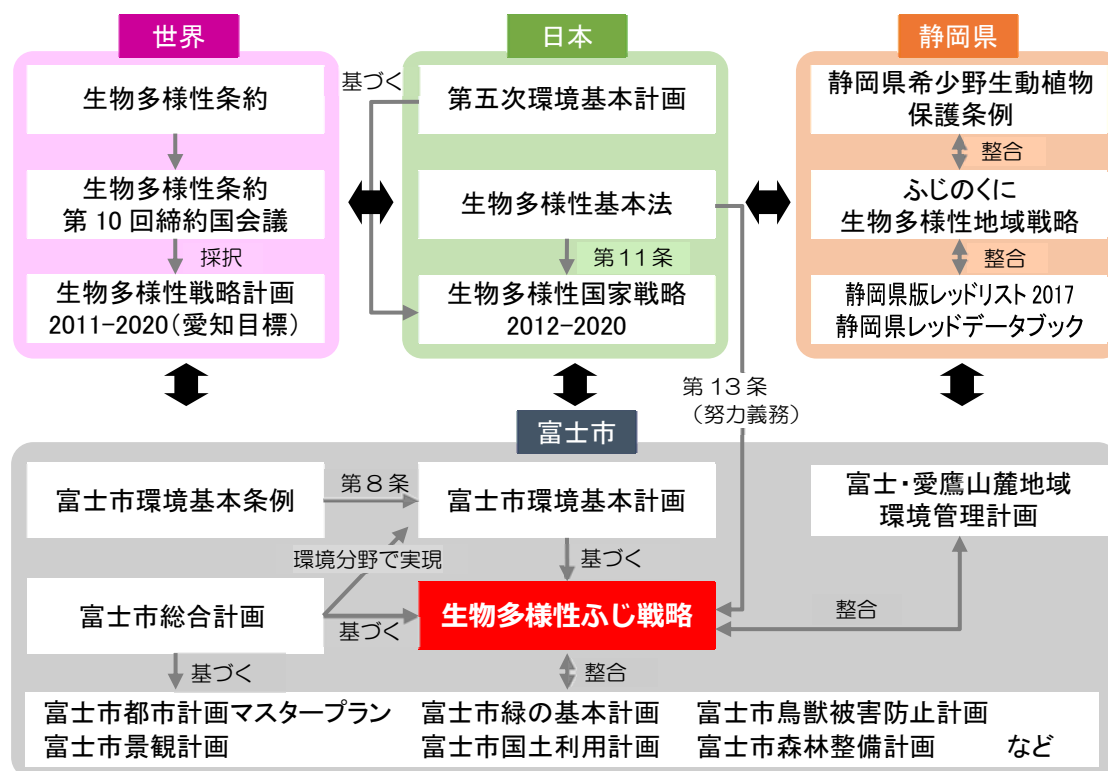 世界
生物多様性条約
生物多様性条約
第10回締約国会議
採択
生物多様性戦略計画
2011-2020(愛知目標)
日本
基づく
第五次環境基本計画
生物多様性基本法
第11条
生物多様性国家戦略
2012-2020
静岡県
静岡県希少野生動植物
保護条例
整合
ふじのくに
生物多様性地域戦略
整合
静岡県版レッドリスト2017
静岡県レッドデータブック
第13条
(努力義務)
富士市
富士市環境基本条例
第8条
富士市環境基本計画
富士・愛鷹山麓地域
環境管理計画
環境分野で実現
基づく
富士市総合計画
基づく
生物多様性ふじ戦略
整合
基づく
整合
富士市都市計画マスタープラン
富士市景観計画
富士市緑の基本計画
富士市国土利用計画
富士市鳥獣被害防止計画
富士市森林整備計画
など